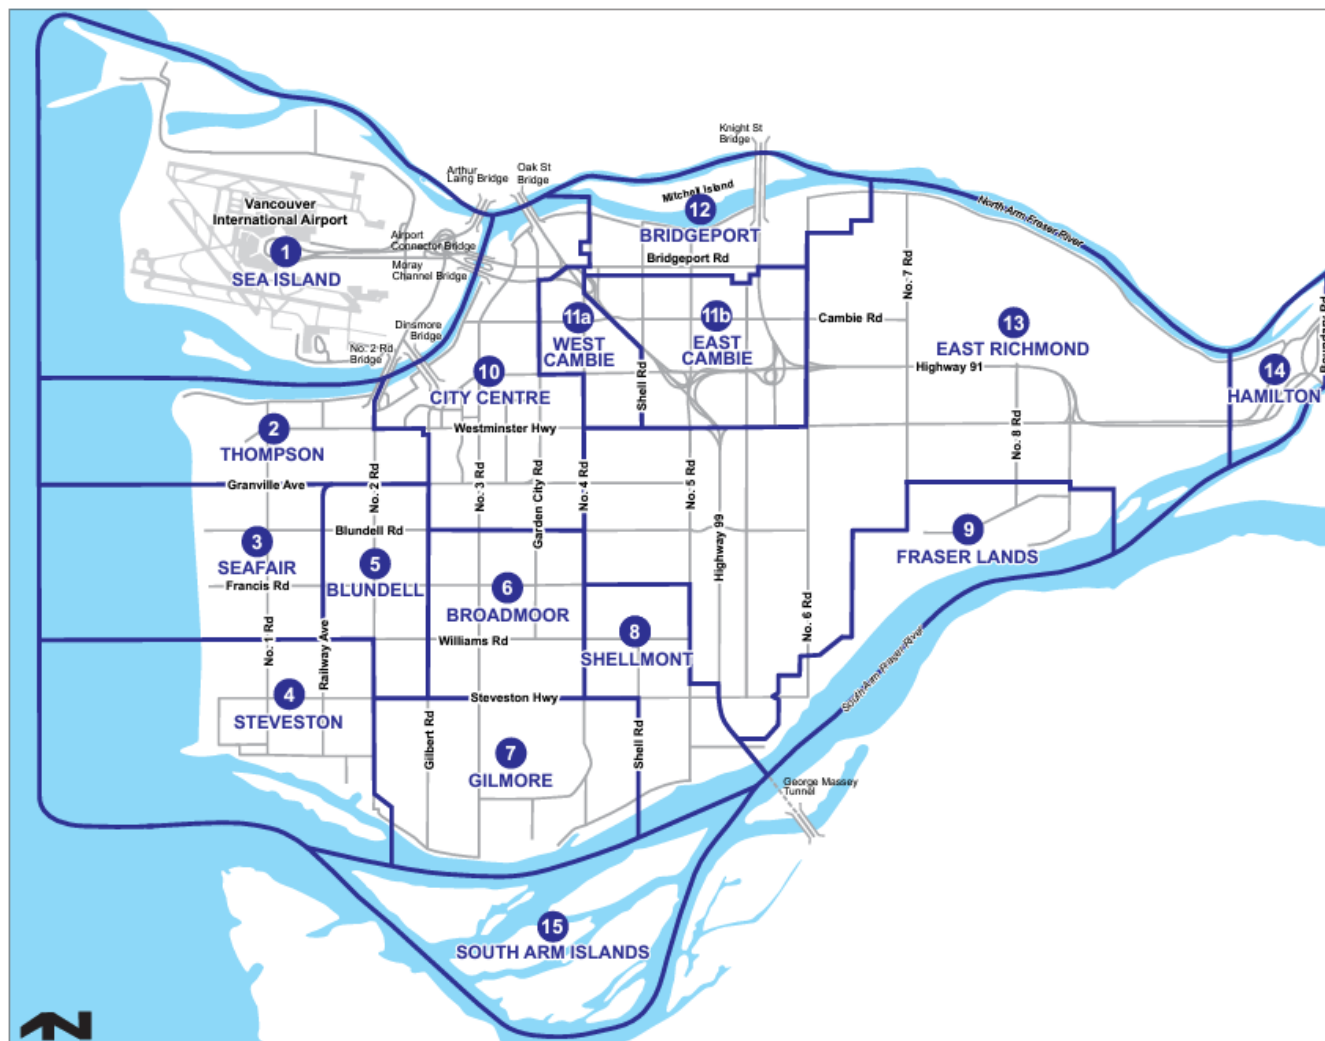 Knight St
Bridge
Arthur
Laing Bridge
Oak St
Bridge
Mitchell Island
Vancouver
International Airport
12
BRIDGEPORT
North Arm Fraser River
Airport
Connector Bridge
1
SEA ISLAND
Bridgeport Rd
Moray
Channel Bridge
No. 7 Rd
Dinsmore
Bridge
11a
WEST
CAMBIE
11b
EAST
CAMBIE
Cambie Rd
13
EAST RICHMOND
Boundary Rd
No. 2 Rd
Bridge
10
CITY CENTRE
Shell Rd
Highway 91
14
HAMILTON
2
THOMPSON
Westminster Hwy
No. 8 Rd
Granville Ave
No. 2 Rd
No. 3 Rd
Garden City Rd
No. 4 Rd
No. 5 Rd
Highway 99
3
SEAFAIR
Blundell Rd
9
FRASER LANDS
5
BLUNDELL
Francis Rd
6
BROADMOOR
No. 6 Rd
No. 1 Rd
Railway Ave
Williams Rd
8
SHELLMONT
South Arm Fraser River
4
STEVESTON
Steveston Hwy
Gilbert Rd
7
GILMORE
Shell Rd
George Massey
Tunnel
15
SOUTH ARM ISLANDS
N